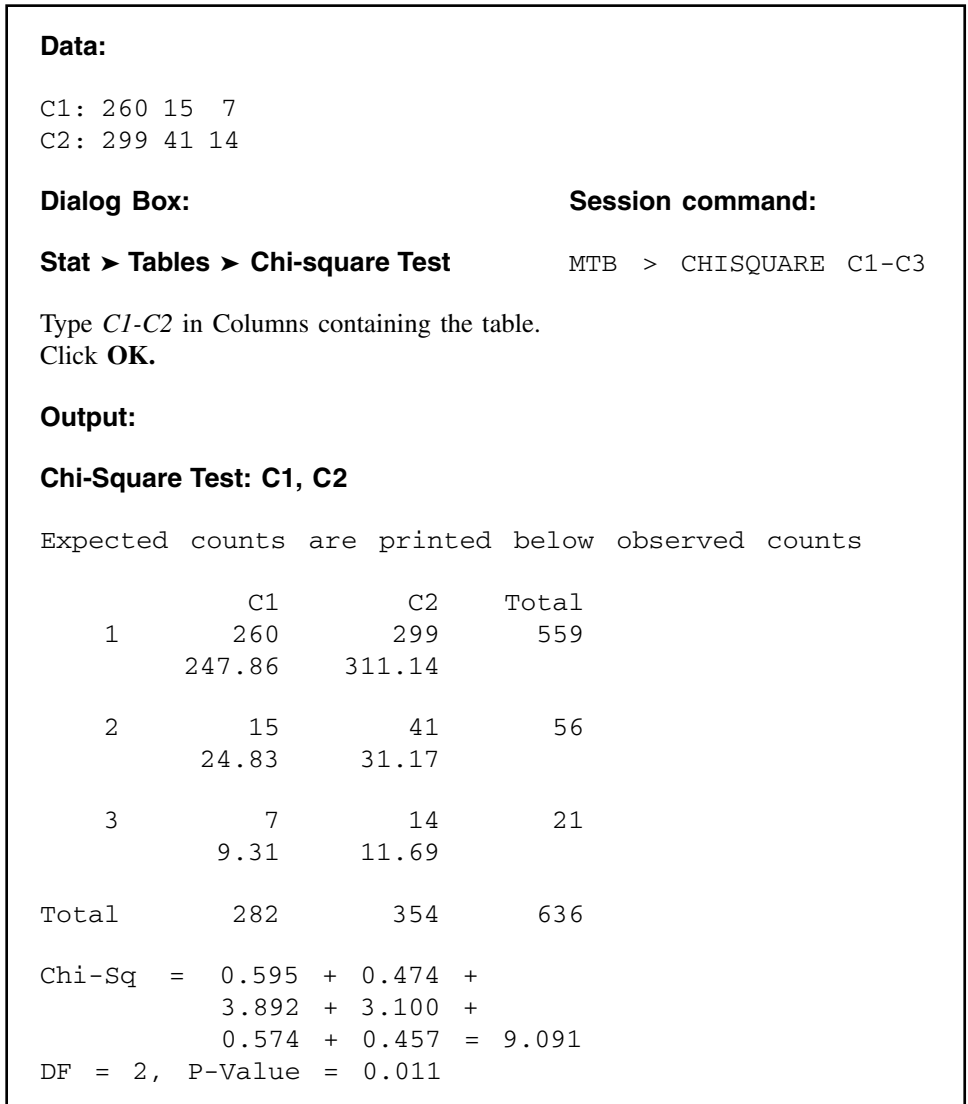 Data:
C1: 260 15 7
C2: 299 41 14
Dialog Box: Session command:
Stat ➤ Tables ➤ Chi-square Test MTB > CHISQUARE C1-C3
Type C1-C2 in Columns containing the table.
Click OK.
Output:
Chi-Square Test: C1, C2
Expected counts are printed below observed counts
C1 C2 Total
1 260 299 559
247.86 311.14
2 15 41 56
24.83 31.17
3 7 14 21
9.31 11.69
Total 282 354 636
Chi-Sq = 0.595 + 0.474 +
3.892 + 3.100 +
0.574 + 0.457 = 9.091
DF = 2, P-Value = 0.011